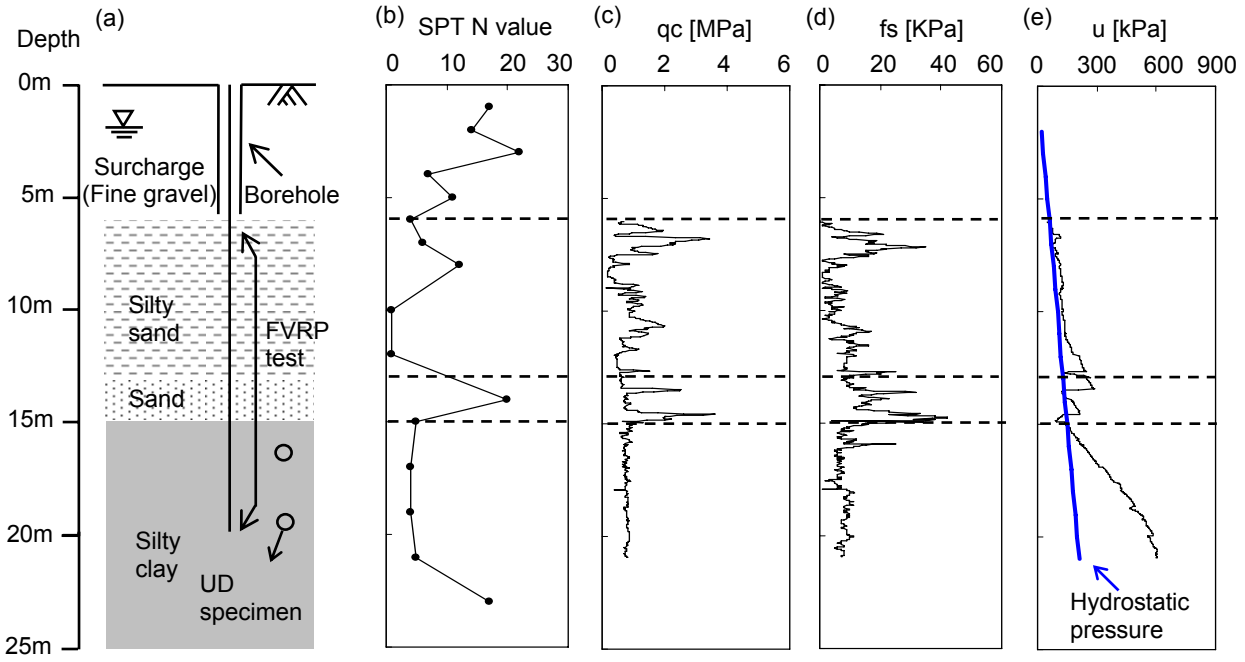 (a)
Depth
0m
5m
10m
15m
20m
25m
Surcharge
(Fine gravel)
Borehole
Silty
sand
FVRP
test
Sand
Silty
clay
UD
specimen
(b)
SPT N value
0 10 20 30
(c)
qc [MPa]
0 2 4 6
(d)
fs [KPa]
0 20 40 60
(e)
u [kPa]
0 300 600 900
Hydrostatic
pressure